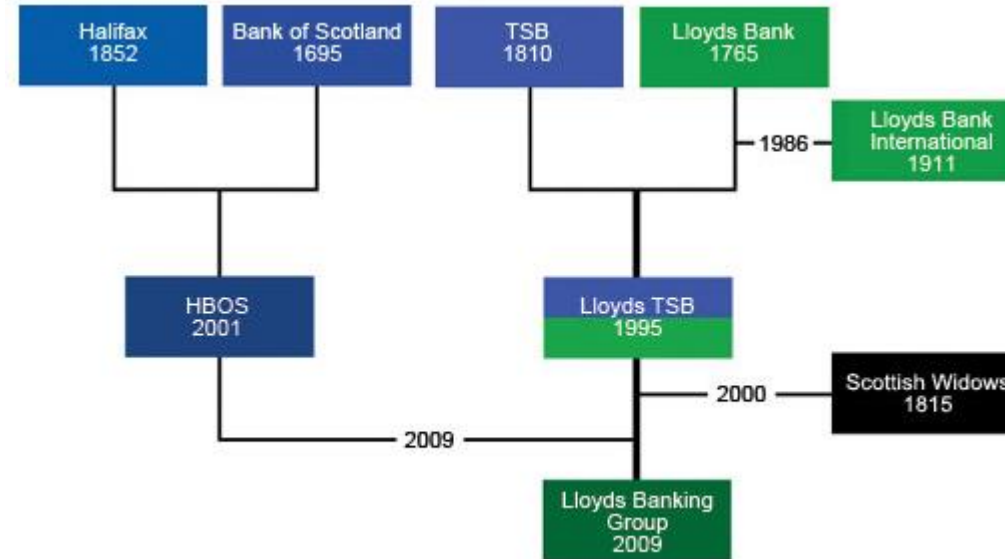 Halifax
1852
Bank of Scotland
1695
TSB
1810
Lloyds Bank
1765
1986
Lloyds Bank
International
1911
HBOS
2001
Lloyds TSB
1995
2000
Scottish Widows
1815
2009
Lloyds Banking
Group
2009